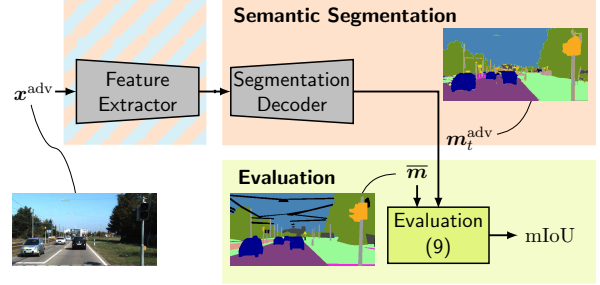 Semantic Segmentation
Feature
Extractor
Segmentation
Decoder
x^adv
m_t^adv
Evaluation
m̅
Evaluation
(9)
mIoU